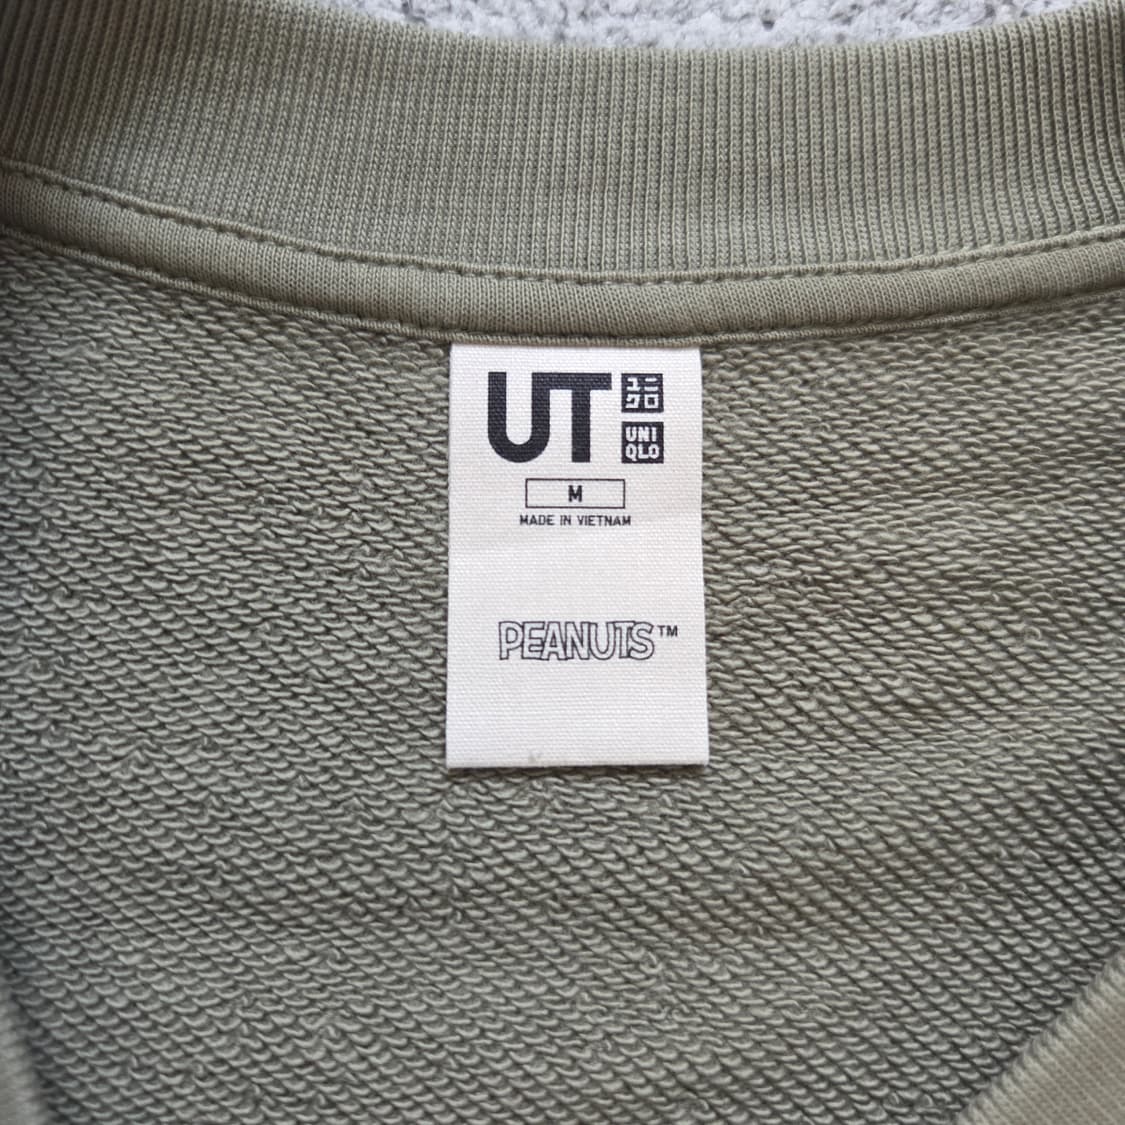 UT
ユニ
クロ
UNI
QLO
M
MADE IN VIETNAM
PEANUTS™